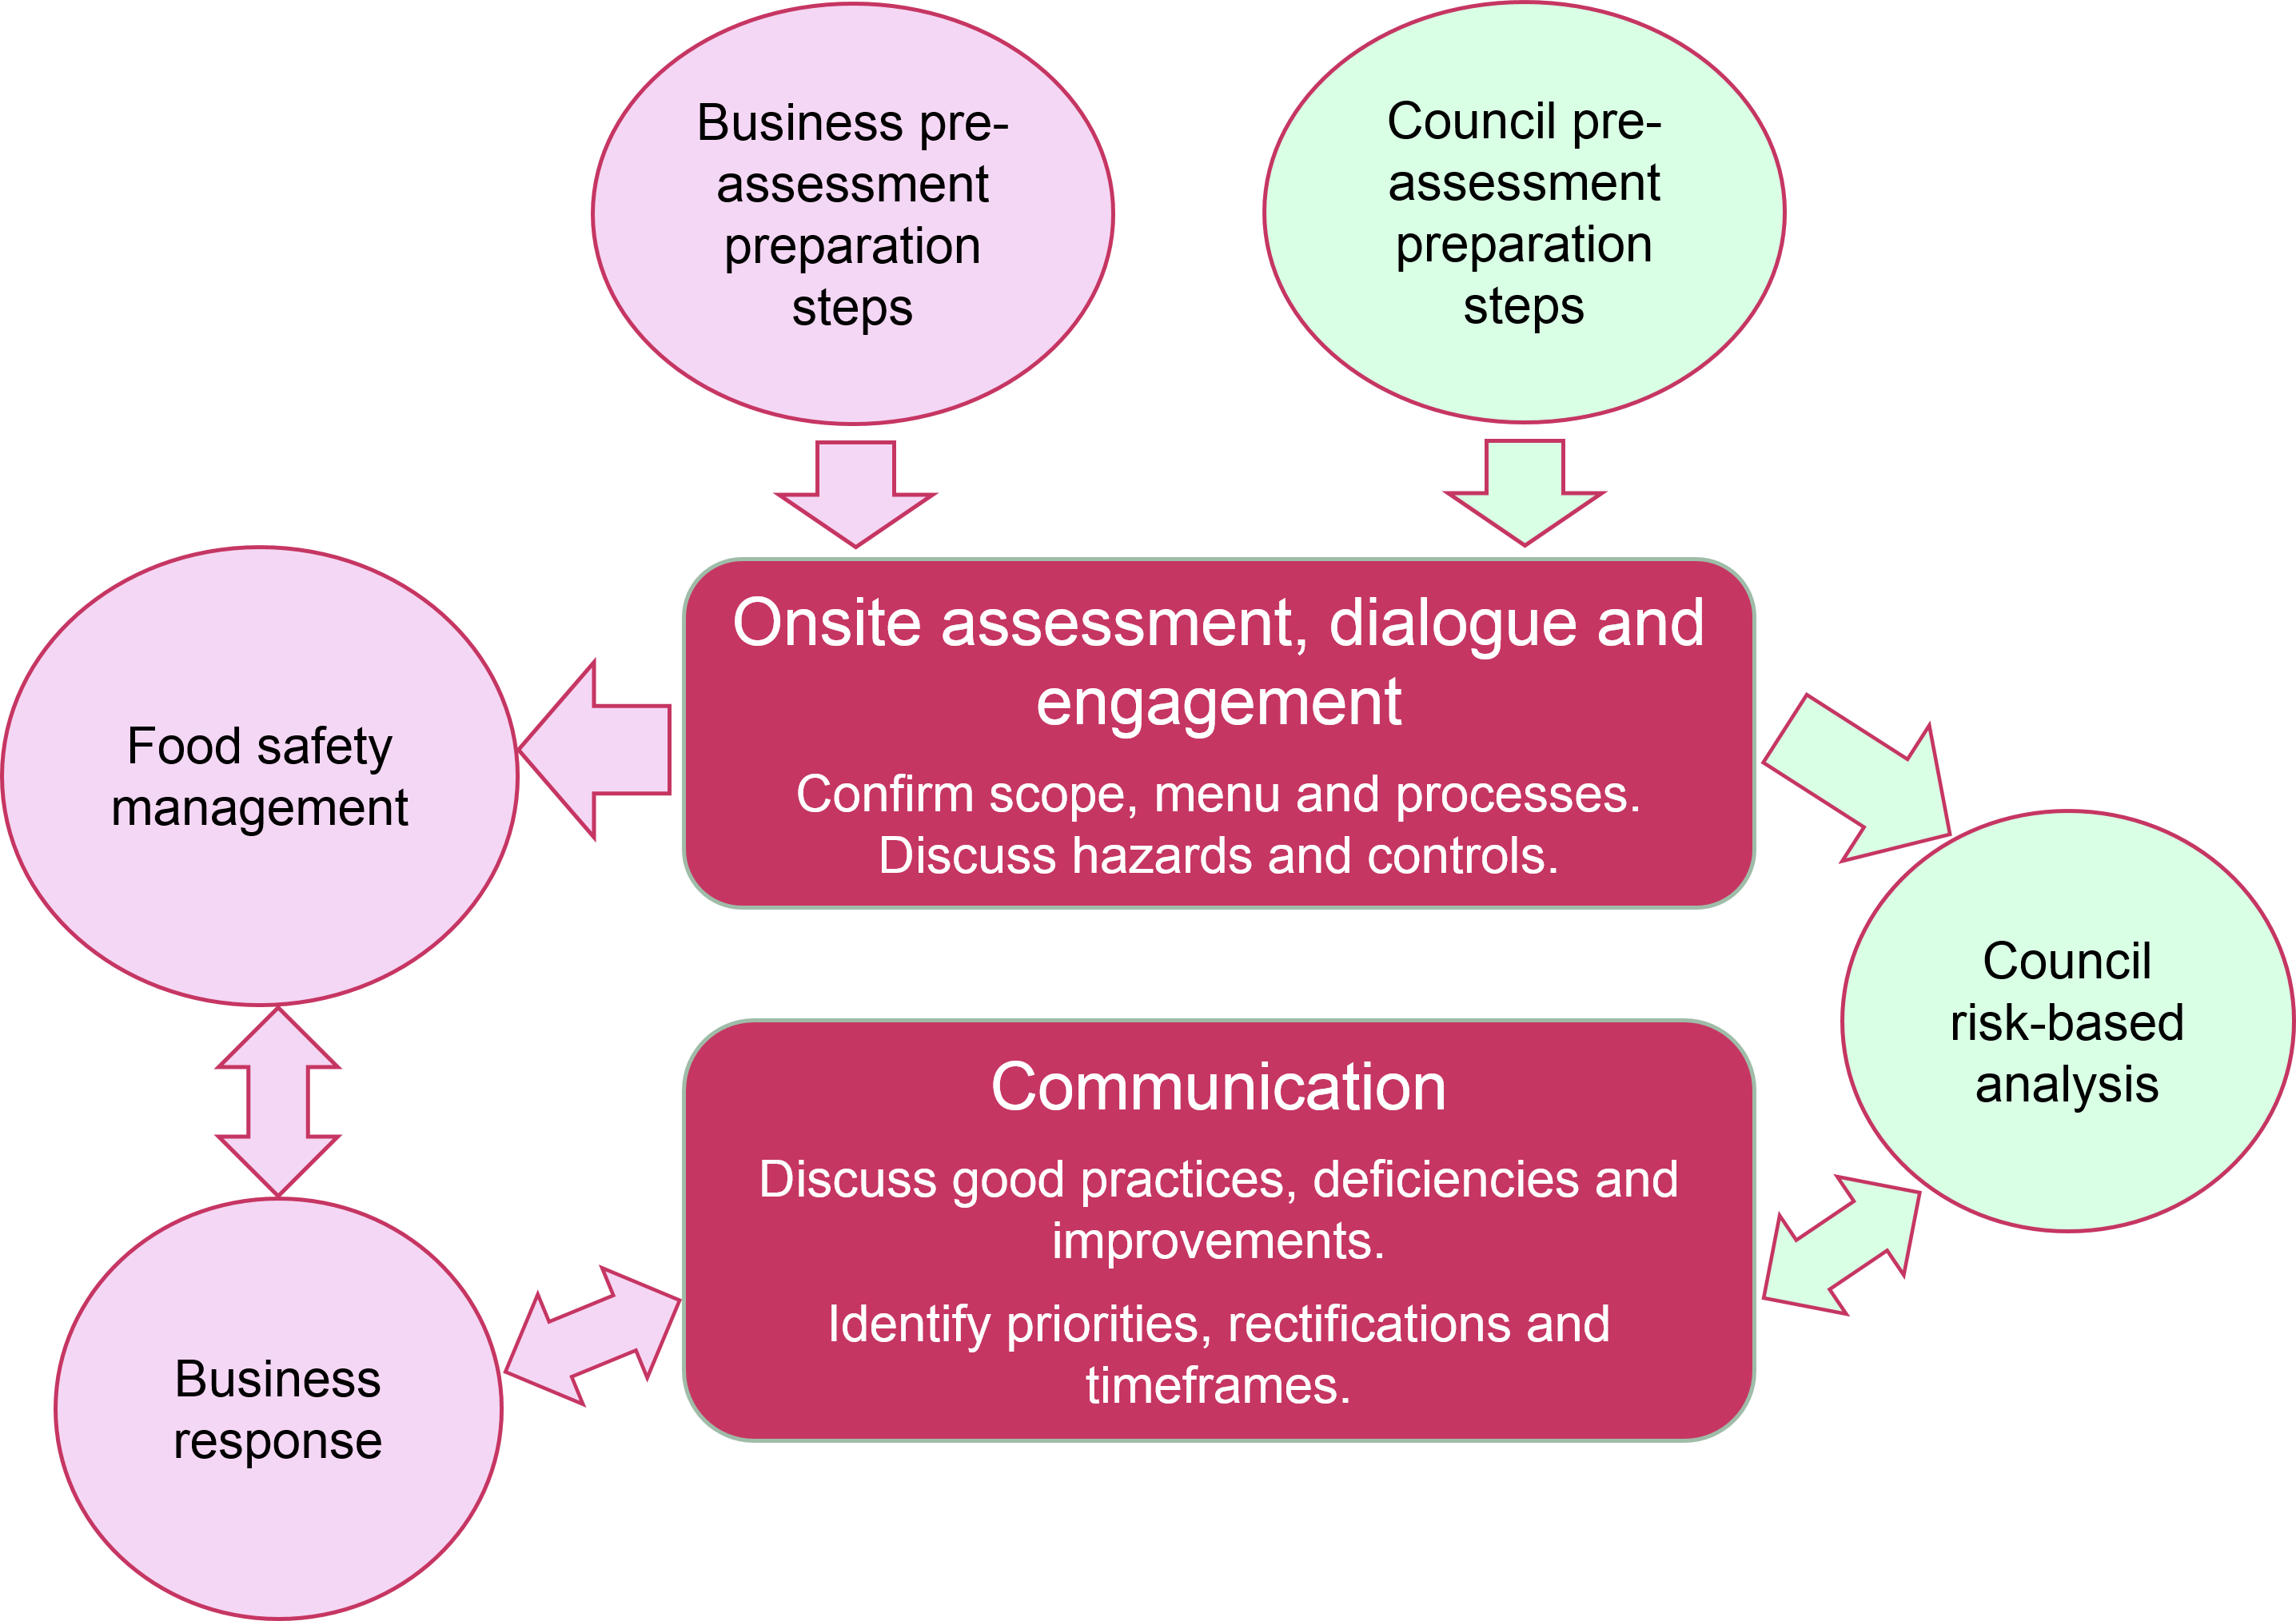 Business pre-
assessment
preparation
steps
Council pre-
assessment
preparation
steps
Onsite assessment, dialogue and
engagement
Confirm scope, menu and processes.
Discuss hazards and controls.
Food safety
management
Council
risk-based
analysis
Communication
Discuss good practices, deficiencies and
improvements.
Identify priorities, rectifications and
timeframes.
Business
response